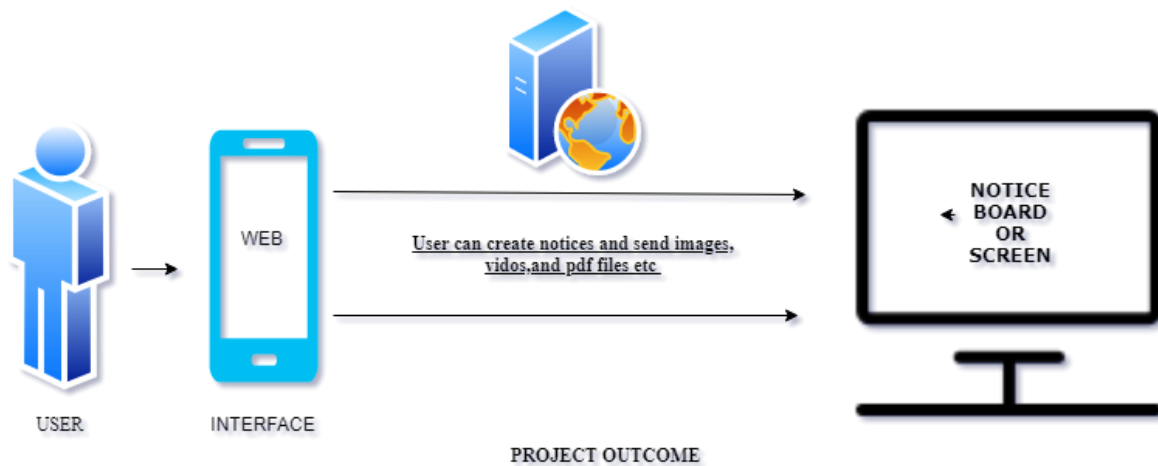 WEB
User can create notices and send images,
vidos,and pdf files etc
NOTICE
BOARD
OR
SCREEN
USER
INTERFACE
PROJECT OUTCOME